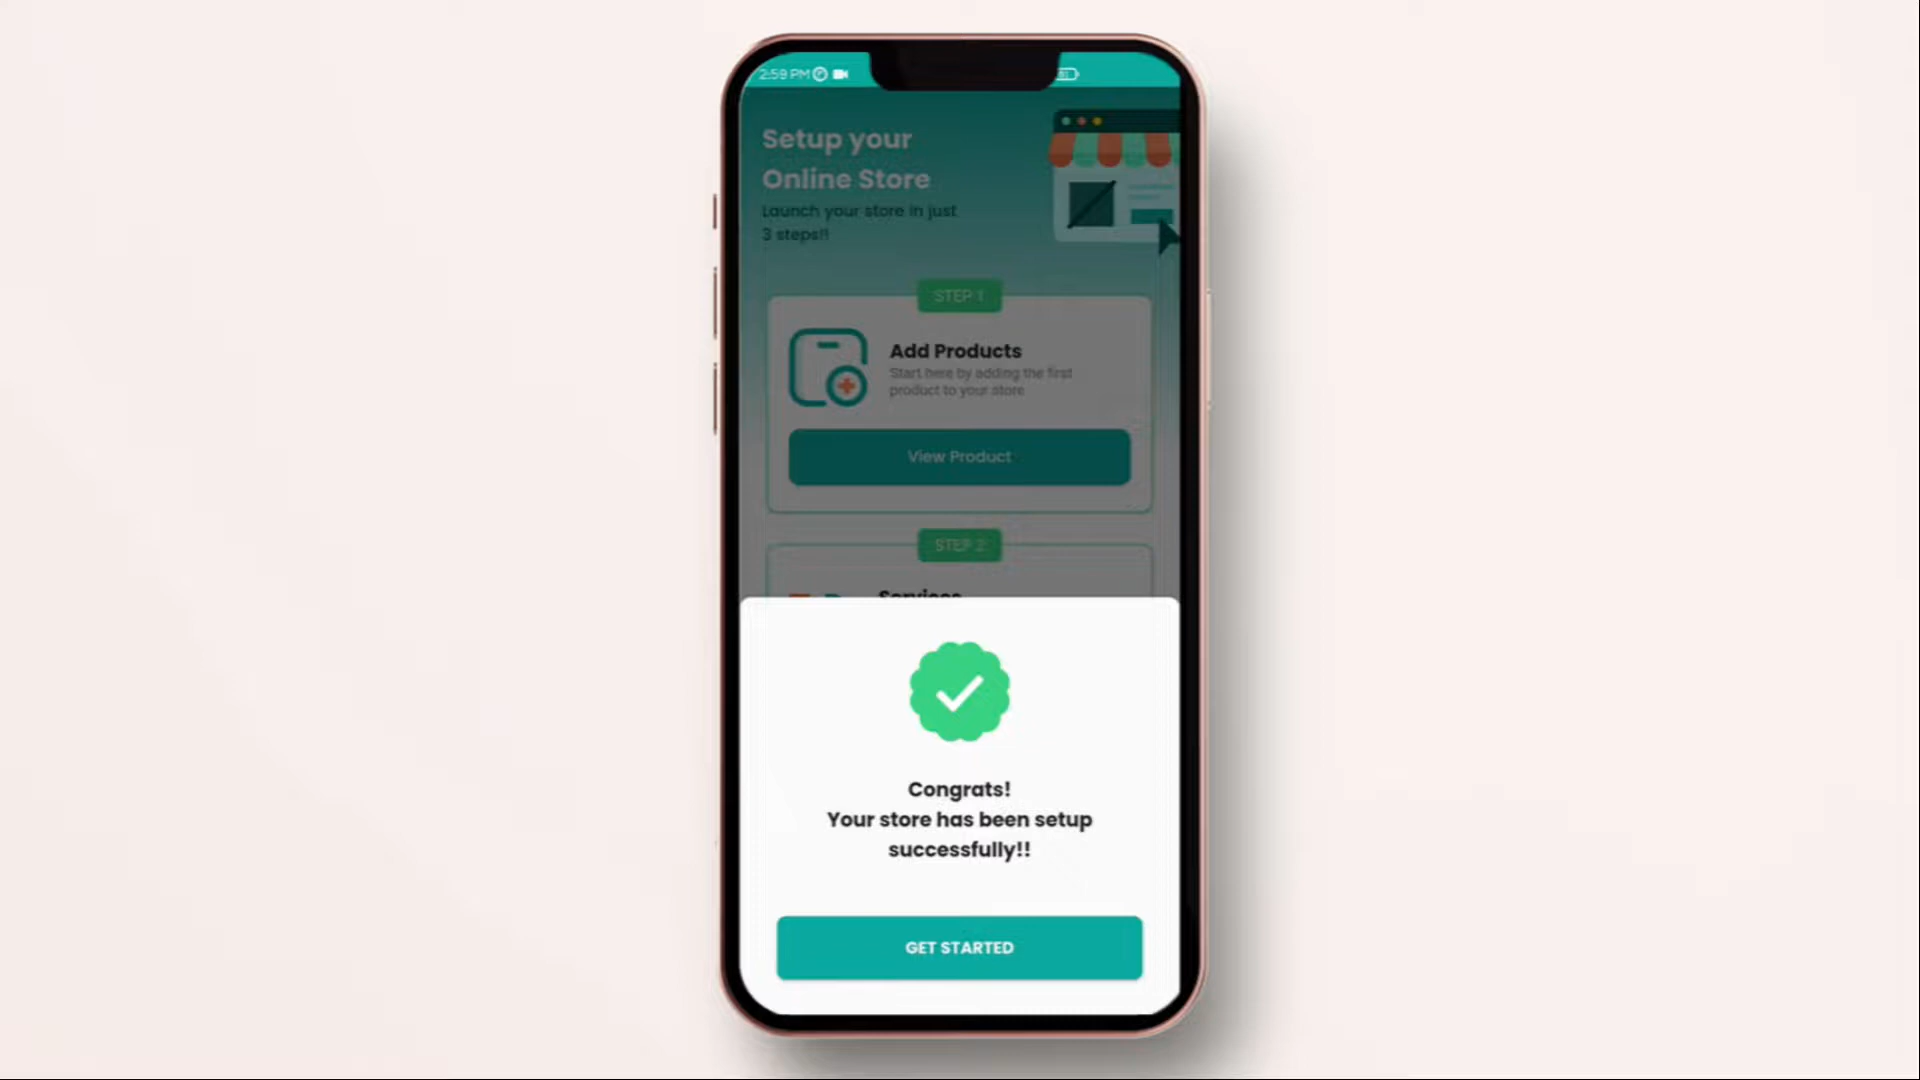 2:59 PM
Setup your
Online Store
Launch your store in just
3 steps!!
STEP 1
Add Products
Start here by adding the first
product to your store
View Product
STEP 2
Services
Congrats!
Your store has been setup
successfully!!
GET STARTED